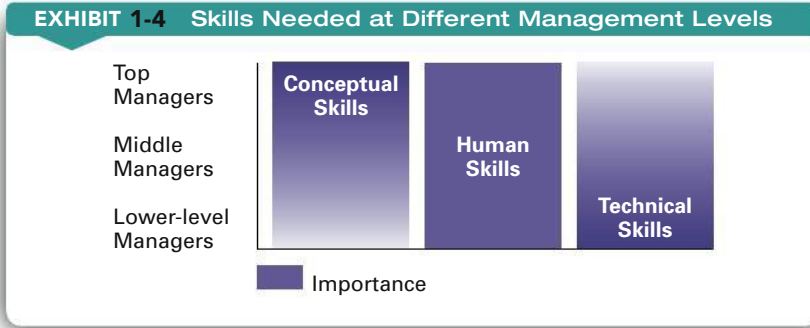 EXHIBIT 1-4 Skills Needed at Different Management Levels
Top
Managers
Middle
Managers
Lower-level
Managers
Conceptual
Skills
Human
Skills
Technical
Skills
Importance